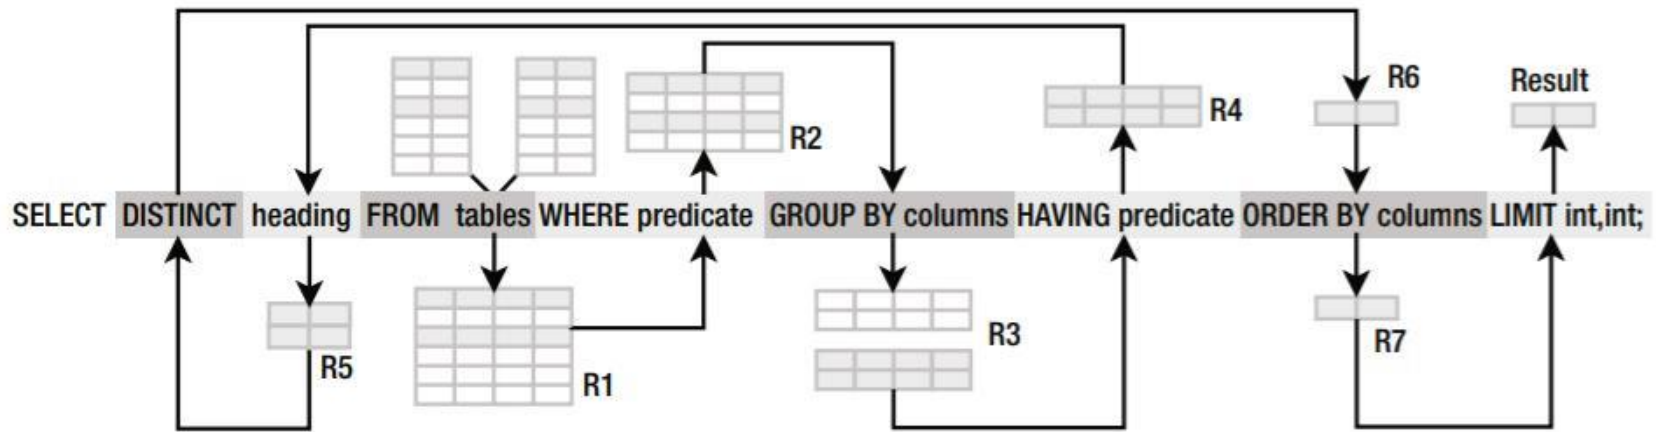 R6
Result
R2
R4
SELECT DISTINCT heading FROM tables WHERE predicate GROUP BY columns HAVING predicate ORDER BY columns LIMIT int,int;
R5
R1
R3
R7